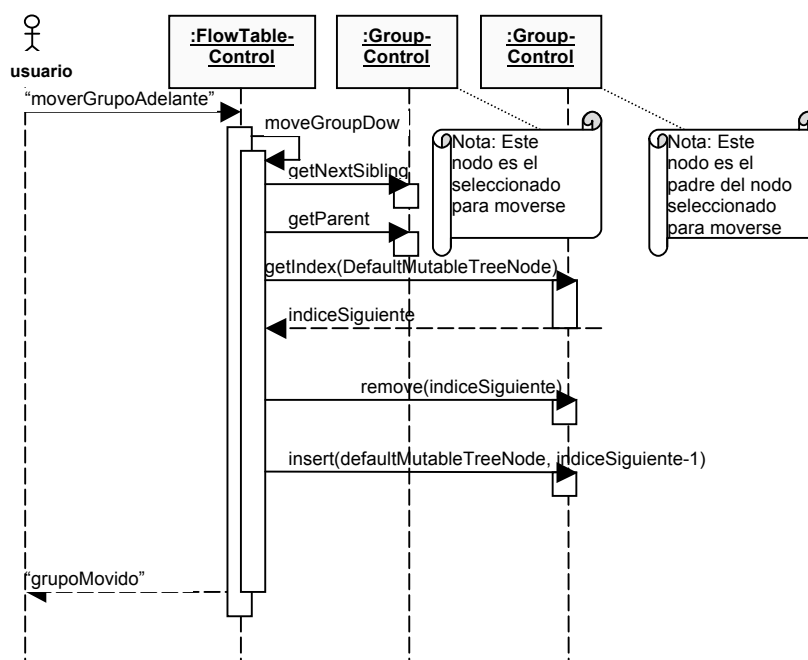 :FlowTable-
Control
:Group-
Control
:Group-
Control
usuario
“moverGrupoAdelante”
moveGroupDow
Nota: Este
nodo es el
seleccionado
para moverse
Nota: Este
nodo es el
padre del nodo
seleccionado
para moverse
getNextSibling
getParent
getIndex(DefaultMutableTreeNode)
indiceSiguiente
remove(indiceSiguiente)
insert(defaultMutableTreeNode, indiceSiguiente-1)
“grupoMovido”